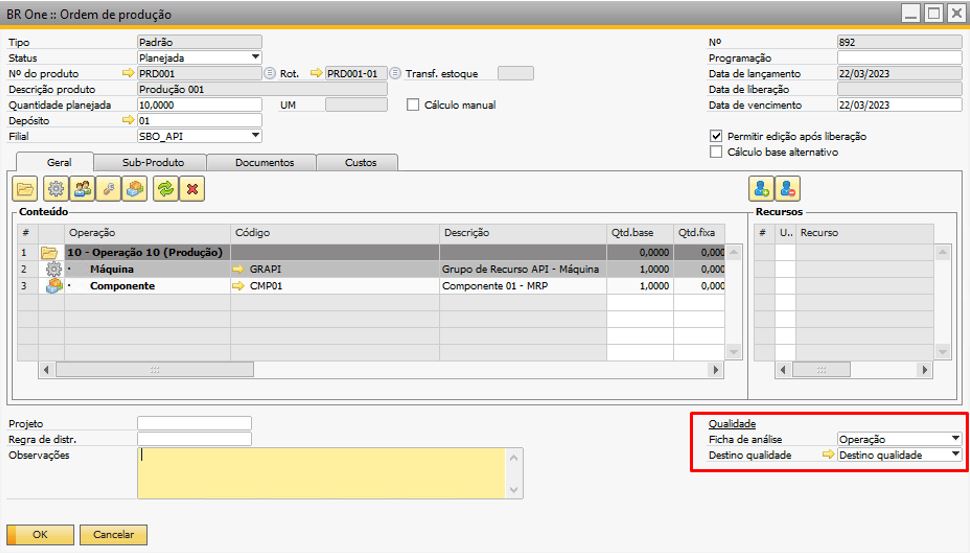 BR One :: Ordem de produção
Tipo Padrão Nº 892
Status Planejada Programação
Nº do produto PRD001 Rot. PRD001-01 Transf. estoque Data de lançamento 22/03/2023
Descrição produto Produção 001 Data de liberação
Quantidade planejada 10,0000 UM Cálculo manual Data de vencimento 22/03/2023
Depósito 01
Filial SBO_API Permitir edição após liberação
Cálculo base alternativo
Geral Sub-Produto Documentos Custos
Conteúdo Recursos
# Operação Código Descrição Qtd.base Qtd.fixa # U.. Recurso
1 10 - Operação 10 (Produção) 0,0000 0,000
2 Máquina GRAPI Grupo de Recurso API - Máquina 1,0000 0,000
3 Componente CMP01 Componente 01 - MRP 1,0000 0,000
Projeto Qualidade
Regra de distr. Ficha de análise Operação
Observações Destino qualidade Destino qualidade
OK Cancelar